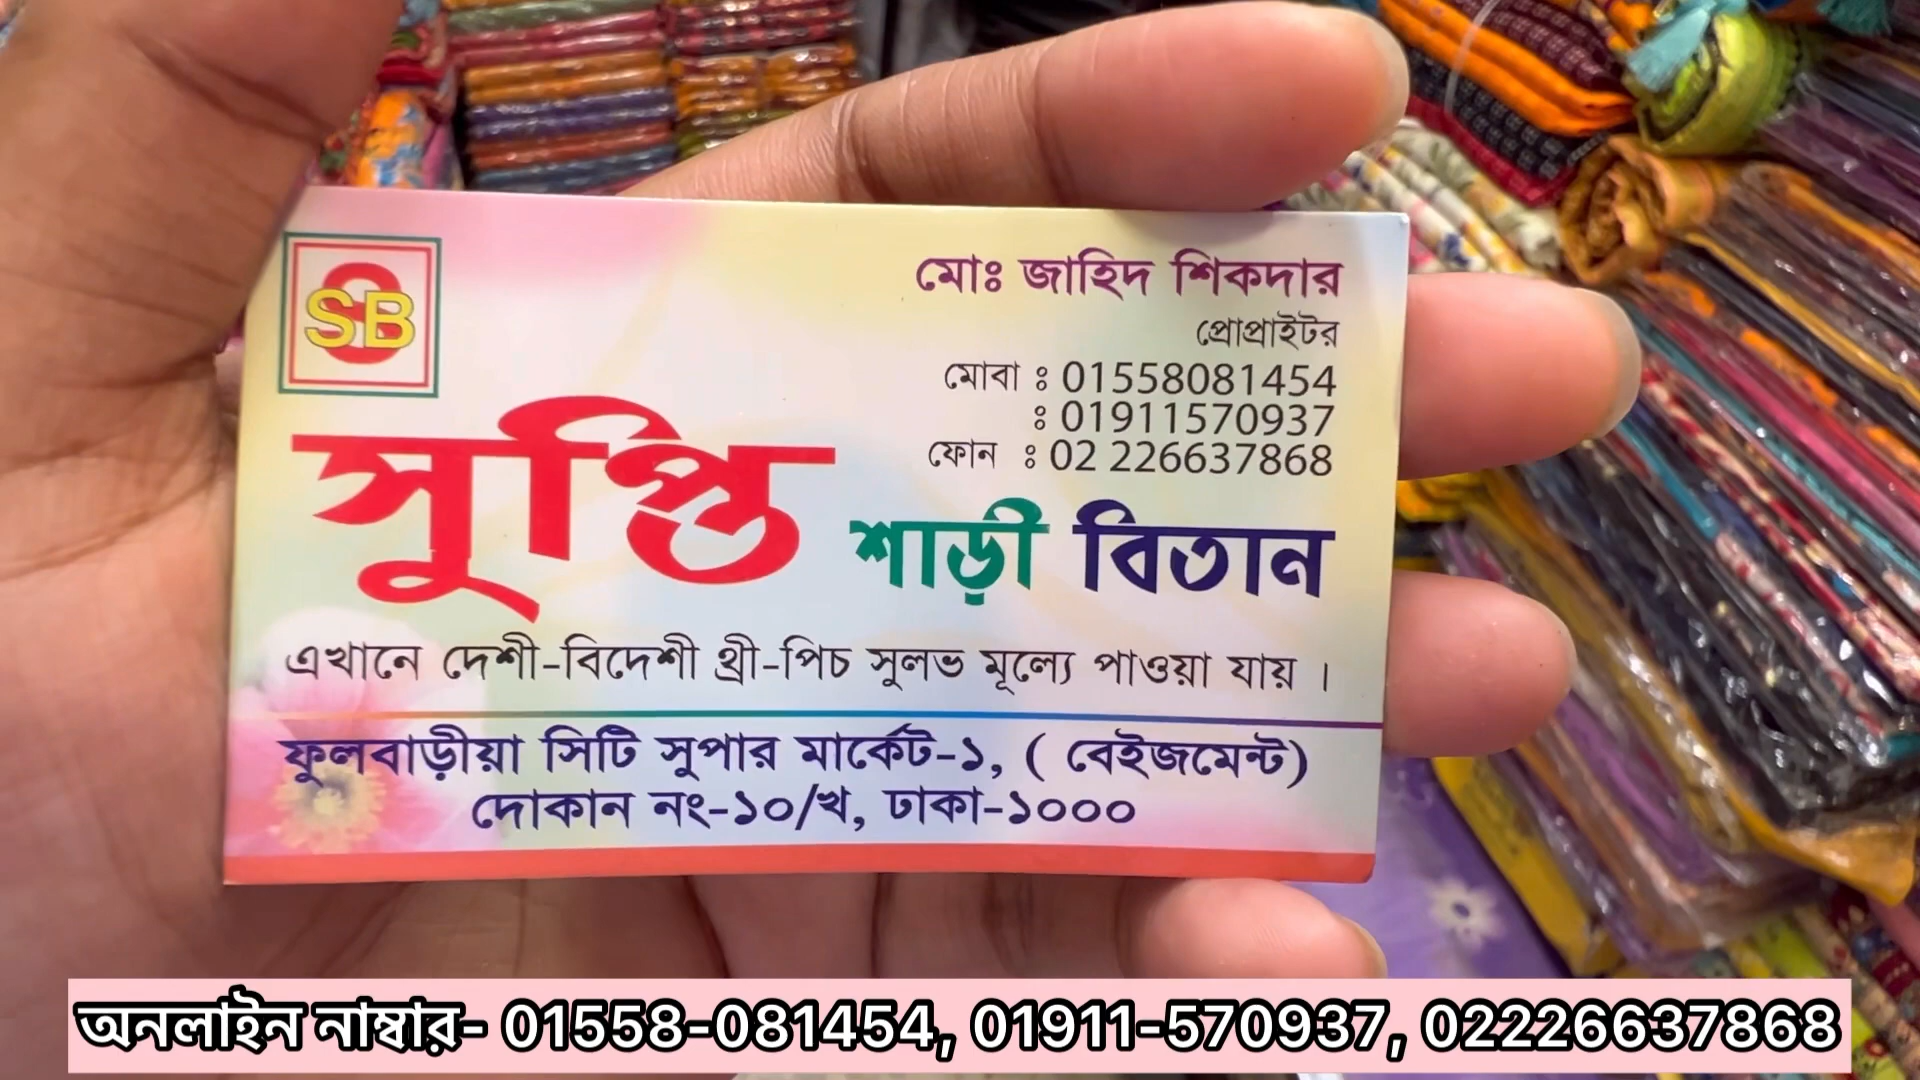 SB
মোঃ জাহিদ শিকদার
প্রোপ্রাইটর
মোবা : 01558081454
: 01911570937
ফোন : 02 226637868
সুপ্তি শাড়ী বিতান
এখানে দেশী-বিদেশী থ্রী-পিচ সুলভ মূল্যে পাওয়া যায় ।
ফুলবাড়ীয়া সিটি সুপার মার্কেট-১, ( বেইজমেন্ট)
দোকান নং-১০/খ, ঢাকা-১০০০
অনলাইন নাম্বার- 01558-081454, 01911-570937, 02226637868